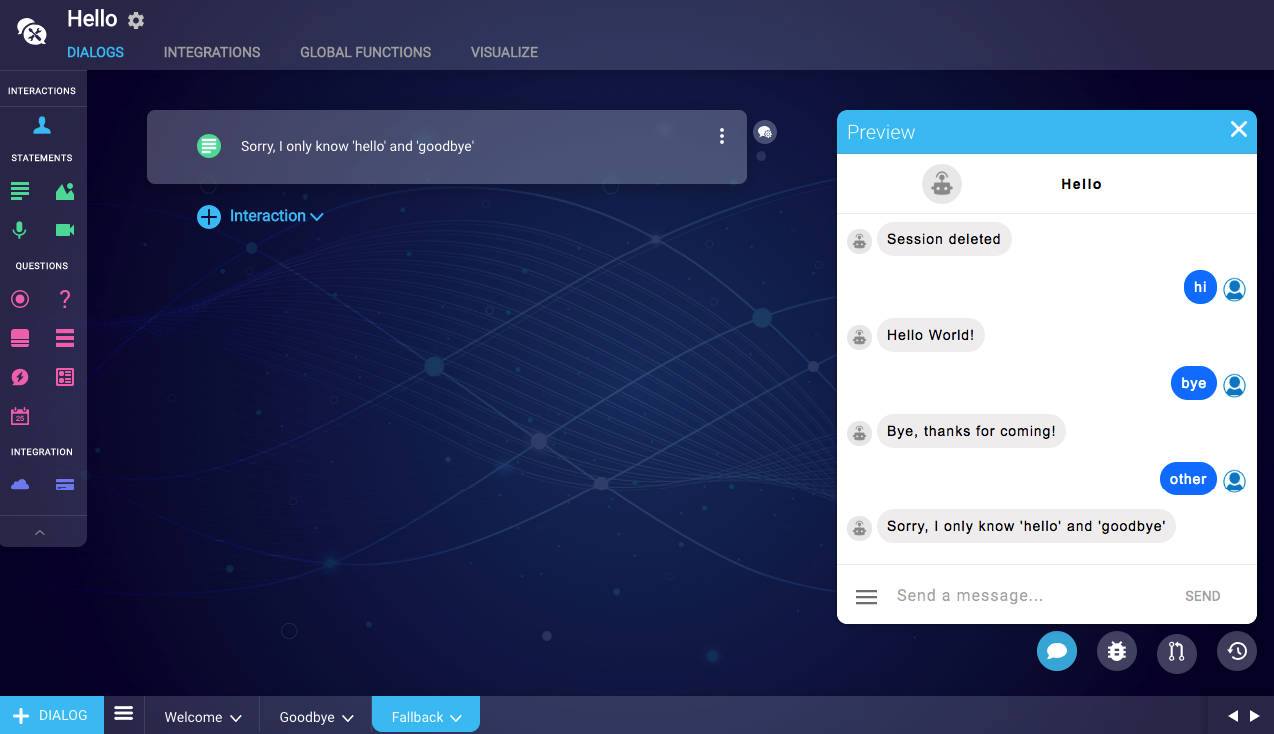 Hello
DIALOGS INTEGRATIONS GLOBAL FUNCTIONS VISUALIZE
INTERACTIONS
STATEMENTS
QUESTIONS
?
25
INTEGRATION
Sorry, I only know 'hello' and 'goodbye'
Interaction
Preview
Hello
Session deleted
hi
Hello World!
bye
Bye, thanks for coming!
other
Sorry, I only know 'hello' and 'goodbye'
Send a message... SEND
DIALOG Welcome Goodbye Fallback